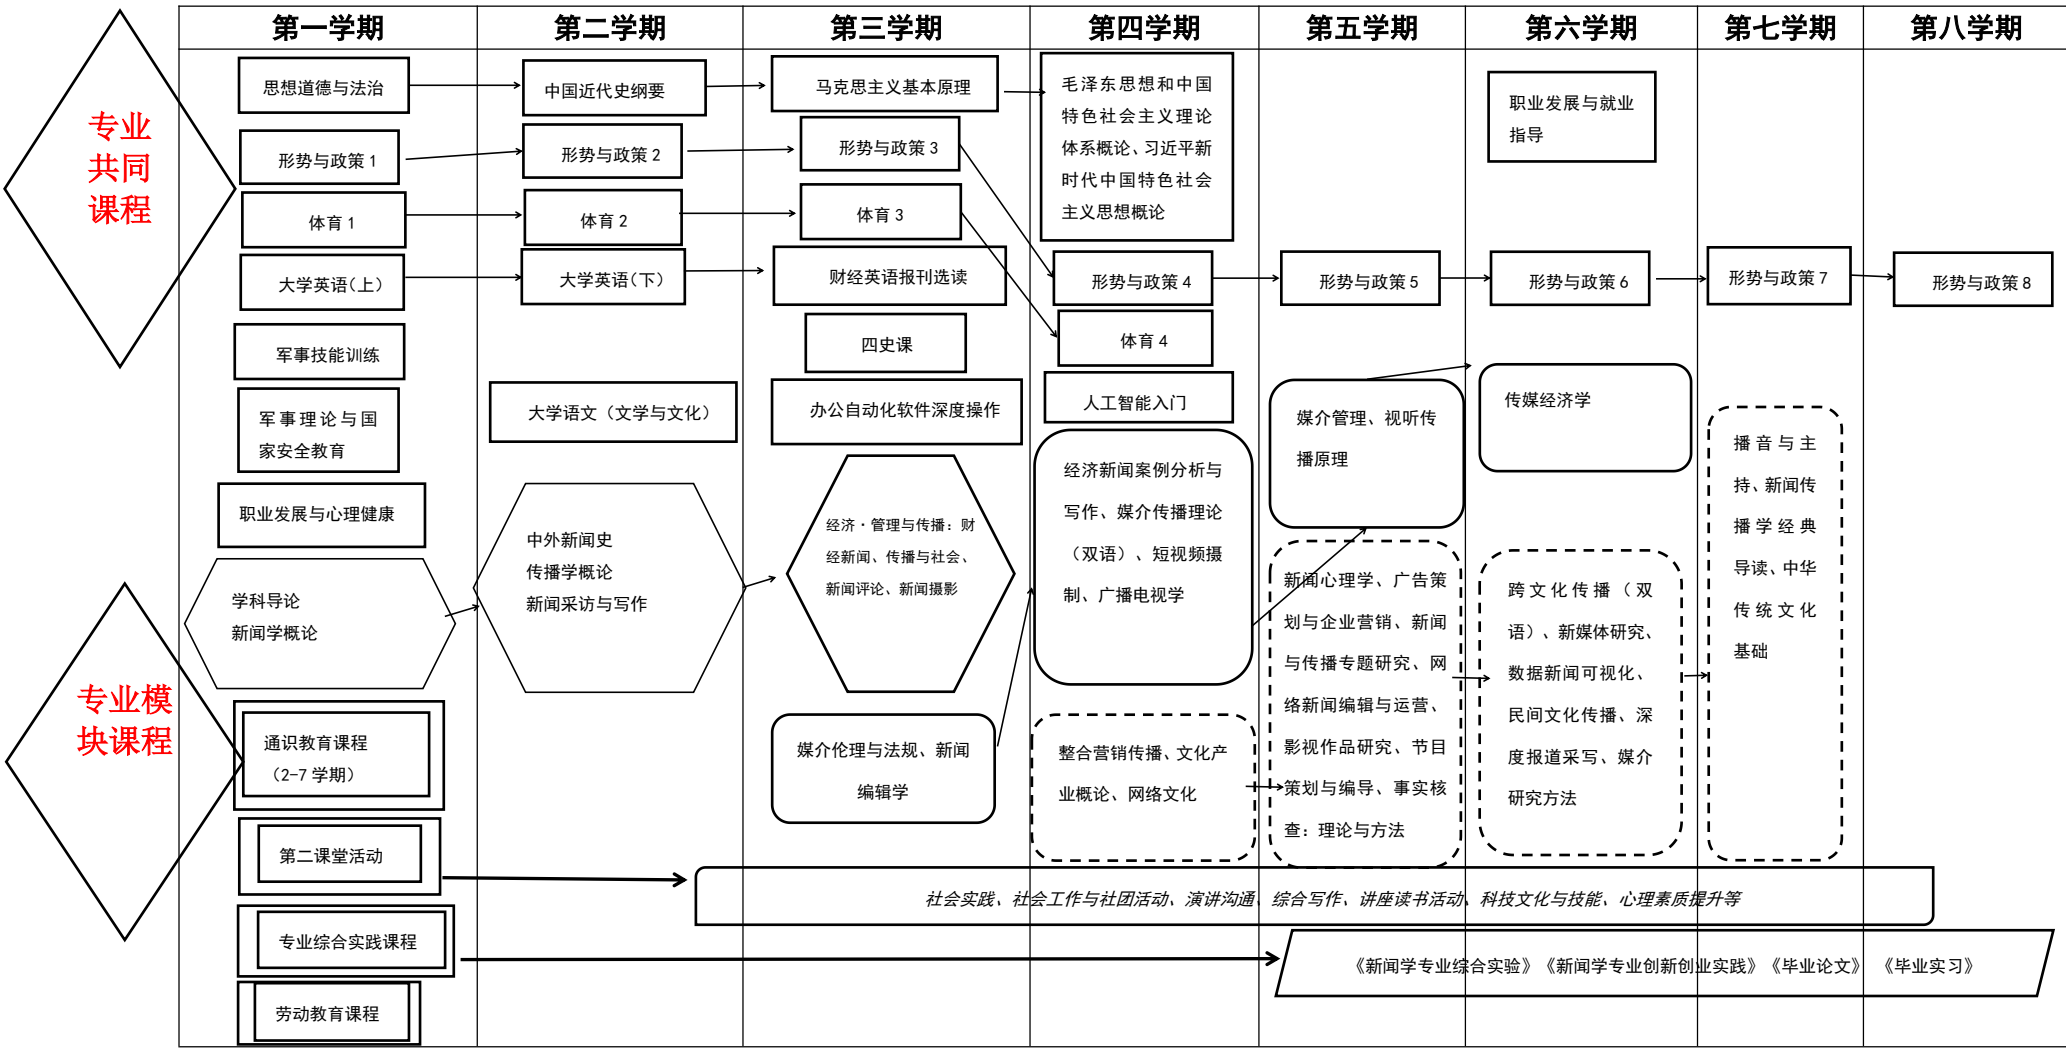 第一学期
第二学期
第三学期
第四学期
第五学期
第六学期
第七学期
第八学期
专业
共同
课程
思想道德与法治
形势与政策 1
体育 1
大学英语(上)
军事技能训练
军事理论与国
家安全教育
职业发展与心理健康
中国近代史纲要
形势与政策 2
体育 2
大学英语(下)
大学语文（文学与文化）
马克思主义基本原理
形势与政策 3
体育 3
财经英语报刊选读
四史课
办公自动化软件深度操作
毛泽东思想和中国
特色社会主义理论
体系概论、习近平新
时代中国特色社会
主义思想概论
形势与政策 4
体育 4
人工智能入门
形势与政策 5
职业发展与就业
指导
形势与政策 6
形势与政策 7
形势与政策 8
专业模
块课程
学科导论
新闻学概论
中外新闻史
传播学概论
新闻采访与写作
经济·管理与传播：财
经新闻、传播与社会、
新闻评论、新闻摄影
媒介伦理与法规、新闻
编辑学
经济新闻案例分析与
写作、媒介传播理论
（双语）、短视频摄
制、广播电视学
整合营销传播、文化产
业概论、网络文化
媒介管理、视听传
播原理
新闻心理学、广告策
划与企业营销、新闻
与传播专题研究、网
络新闻编辑与运营、
影视作品研究、节目
策划与编导、事实核
查：理论与方法
传媒经济学
跨文化传播（双
语）、新媒体研究、
数据新闻可视化、
民间文化传播、深
度报道采写、媒介
研究方法
播音与主
持、新闻传
播学经典
导读、中华
传统文化
基础
通识教育课程
（2-7 学期）
第二课堂活动
社会实践、社会工作与社团活动、演讲沟通、综合写作、讲座读书活动、科技文化与技能、心理素质提升等
专业综合实践课程
《新闻学专业综合实验》《新闻学专业创新创业实践》《毕业论文》 《毕业实习》
劳动教育课程